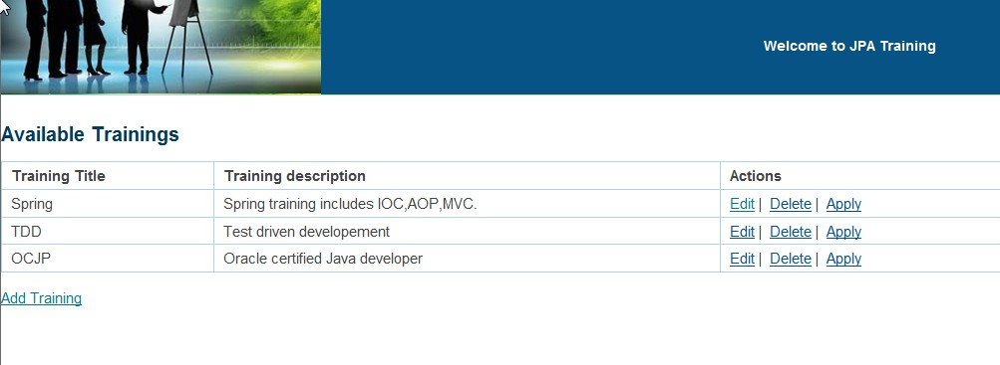 Welcome to JPA Training
Available Trainings
Training Title Training description Actions
Spring Spring training includes IOC,AOP,MVC. Edit | Delete | Apply
TDD Test driven developement Edit | Delete | Apply
OCJP Oracle certified Java developer Edit | Delete | Apply
Add Training